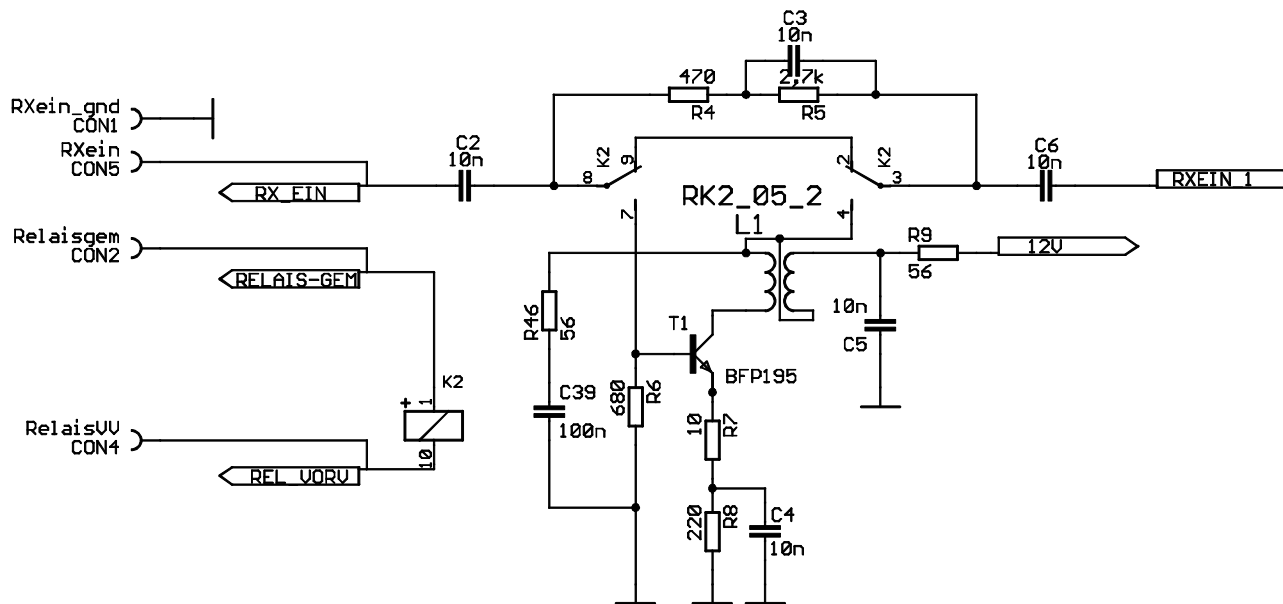 C3
10n
470
2,7k
R4
R5
RXein_gnd
CON1
RXein
CON5
C2
10n
K2
9
8
7
2
K2
3
4
C6
10n
RX_EIN
RXEIN_1
RK2_05_2
L1
Relaisgem
CON2
RELAIS-GEM
R9
56
12V
R46
56
T1
BFP195
10n
C5
K2
+
1
10
C39
100n
680
R6
10
R7
RelaisVV
CON4
REL_VORV
220
R8
C4
10n